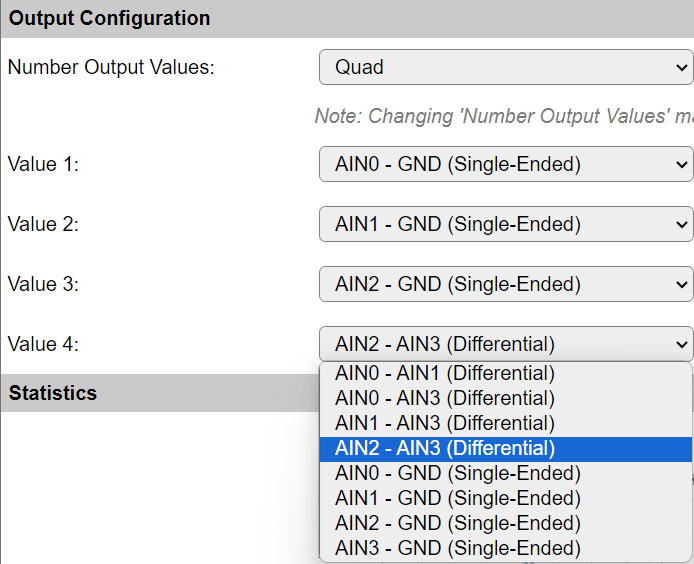 Output Configuration
Number Output Values: Quad
Note: Changing 'Number Output Values'
Value 1: AIN0 - GND (Single-Ended)
Value 2: AIN1 - GND (Single-Ended)
Value 3: AIN2 - GND (Single-Ended)
Value 4: AIN2 - AIN3 (Differential)
Statistics
AIN0 - AIN1 (Differential)
AIN0 - AIN3 (Differential)
AIN1 - AIN3 (Differential)
AIN2 - AIN3 (Differential)
AIN0 - GND (Single-Ended)
AIN1 - GND (Single-Ended)
AIN2 - GND (Single-Ended)
AIN3 - GND (Single-Ended)